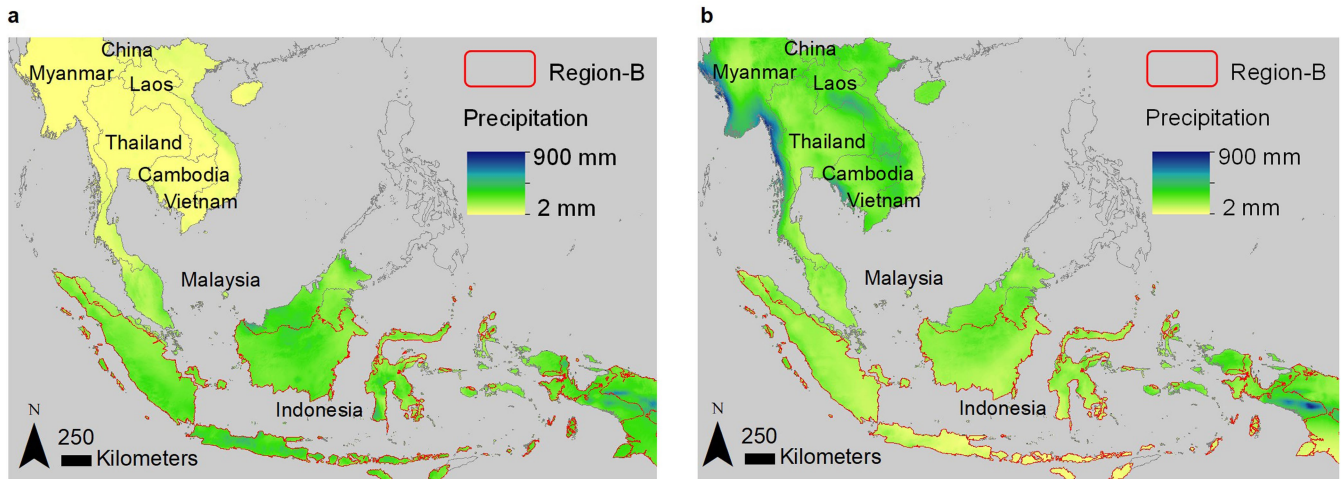 a
China
Myanmar
Laos
Thailand
Cambodia
Vietnam
Malaysia
Indonesia
Region-B
Precipitation
900 mm
2 mm
N
250
Kilometers
b
China
Myanmar
Laos
Thailand
Cambodia
Vietnam
Malaysia
Indonesia
Region-B
Precipitation
900 mm
2 mm
N
250
Kilometers